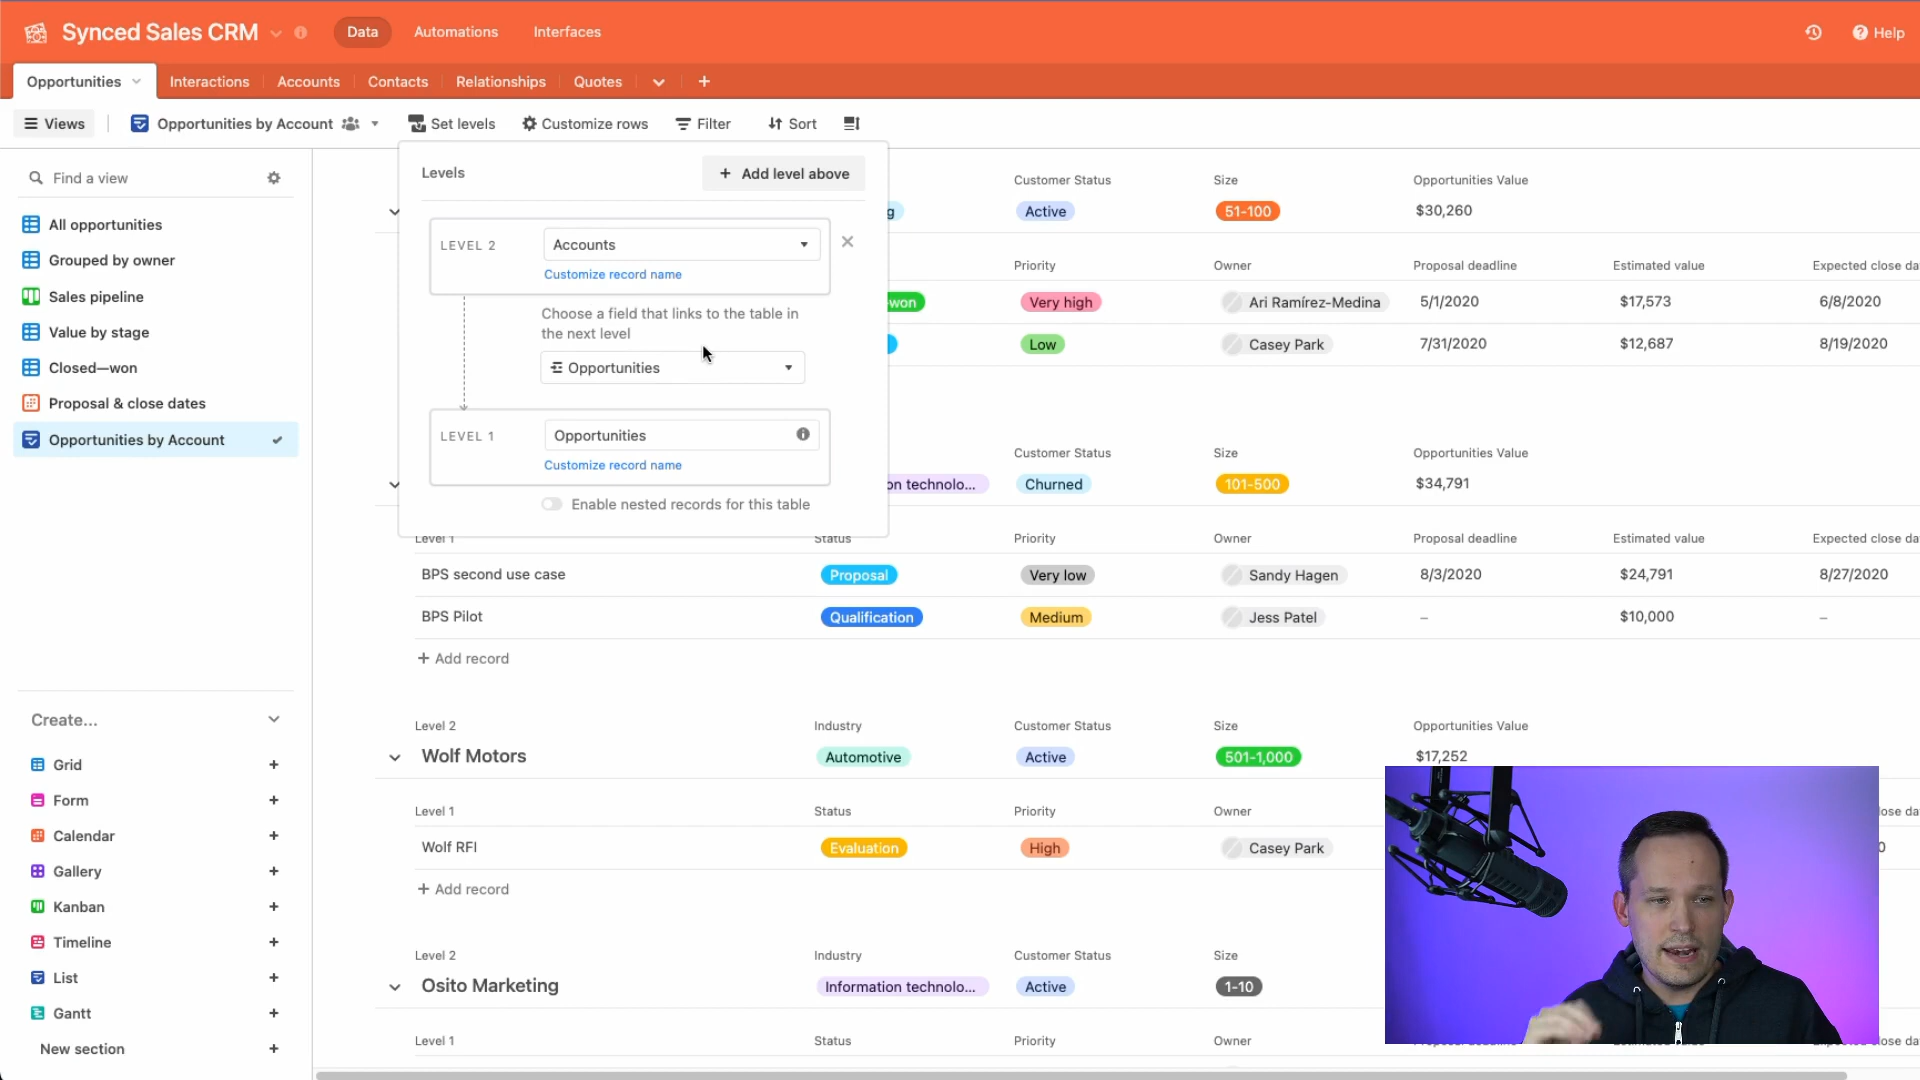 Synced Sales CRM
Data
Automations
Interfaces
Help
Opportunities
Interactions
Accounts
Contacts
Relationships
Quotes
Views
Opportunities by Account
Set levels
Customize rows
Filter
Sort
Find a view
All opportunities
Grouped by owner
Sales pipeline
Value by stage
Closed—won
Proposal & close dates
Opportunities by Account
Create...
Grid
Form
Calendar
Gallery
Kanban
Timeline
List
Gantt
New section
Levels
Add level above
LEVEL 2
Accounts
Customize record name
Choose a field that links to the table in
the next level
Opportunities
LEVEL 1
Opportunities
Customize record name
Enable nested records for this table
Customer Status Size Opportunities Value
g Active 51-100 $30,260
Priority Owner Proposal deadline Estimated value Expected close da
won Very high Ari Ramírez-Medina 5/1/2020 $17,573 6/8/2020
Low Casey Park 7/31/2020 $12,687 8/19/2020
Customer Status Size Opportunities Value
on technolo... Churned 101-500 $34,791
Level 1 Status Priority Owner Proposal deadline Estimated value Expected close da
BPS second use case Proposal Very low Sandy Hagen 8/3/2020 $24,791 8/27/2020
BPS Pilot Qualification Medium Jess Patel – $10,000 –
+ Add record
Level 2 Industry Customer Status Size Opportunities Value
Wolf Motors Automotive Active 501-1,000 $17,252
Level 1 Status Priority Owner lose da
Wolf RFI Evaluation High Casey Park 0
+ Add record
Level 2 Industry Customer Status Size
Osito Marketing Information technolo... Active 1-10
Level 1 Status Priority Owner Proposal deadline Estimated value Expected close da